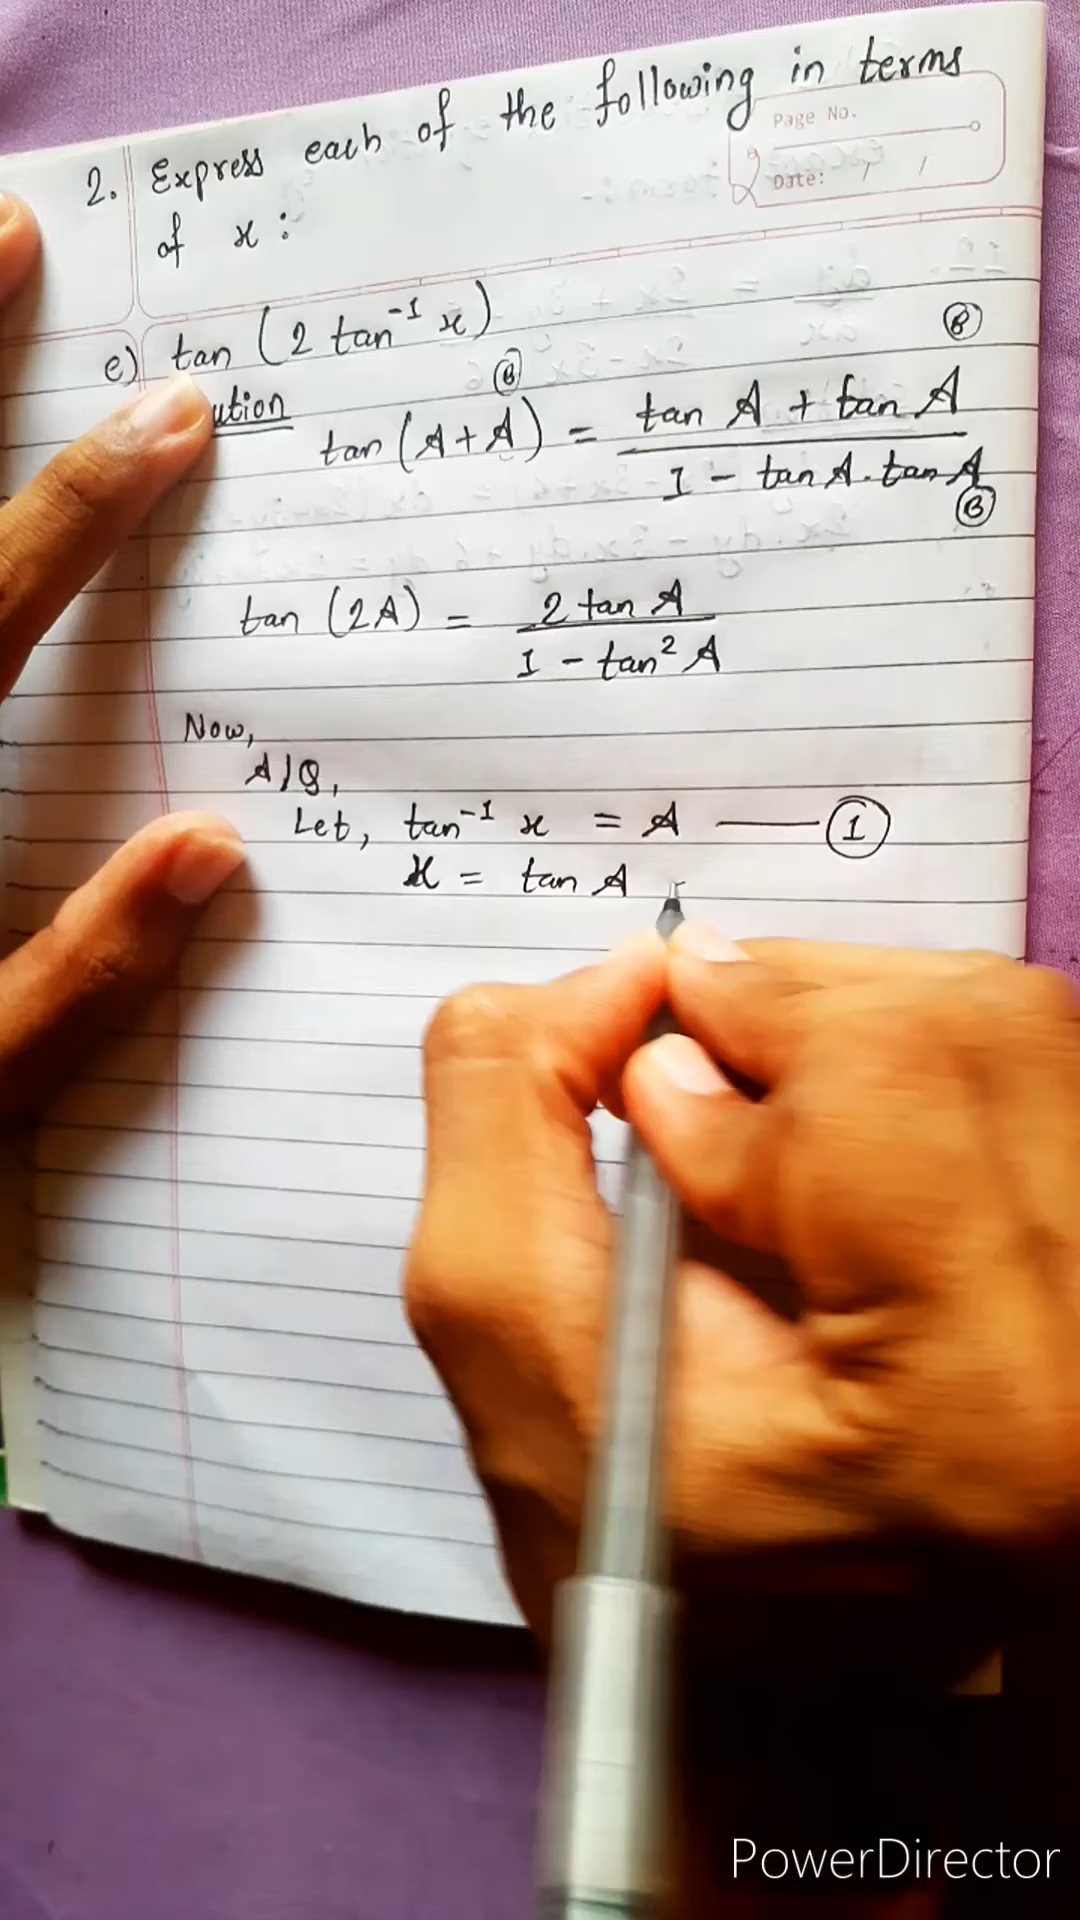 2. Express each of the following in terms
Page No.
Date: / /
of x :
e) tan (2 tan⁻¹ x)
ution
B
B
tan (A + A) = tan A + tan A / 1 - tan A . tan A
B
tan (2A) = 2 tan A / 1 - tan² A
Now,
A/Q,
Let, tan⁻¹ x = A —— 1
x = tan A
PowerDirector